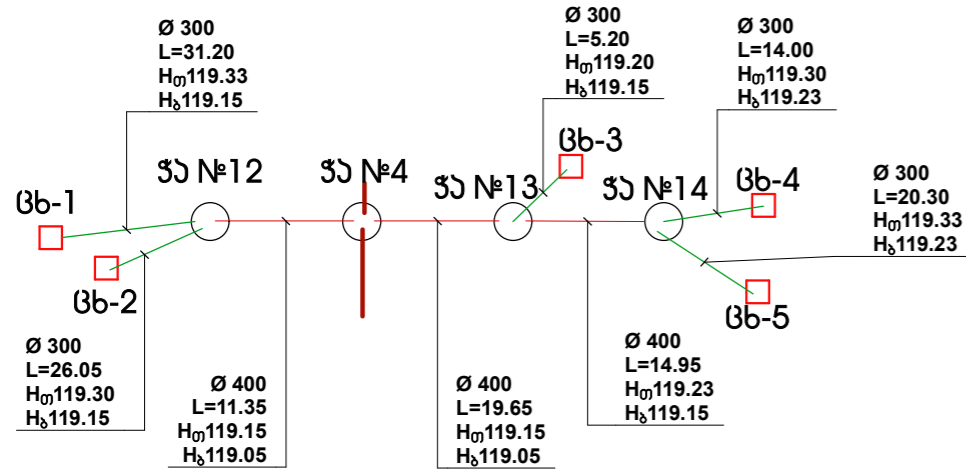 Ø 300
L=31.20
Hთ119.33
Hბ119.15
Ø 300
L=5.20
Hთ119.20
Hბ119.15
Ø 300
L=14.00
Hთ119.30
Hბ119.23
ჭა №12
ჭა №4
ჭა №13
ცხ-3
ჭა №14
ცხ-4
Ø 300
L=20.30
Hთ119.33
Hბ119.23
ცხ-1
ცხ-2
ცხ-5
Ø 300
L=26.05
Hთ119.30
Hბ119.15
Ø 400
L=11.35
Hთ119.15
Hბ119.05
Ø 400
L=19.65
Hთ119.15
Hბ119.05
Ø 400
L=14.95
Hთ119.23
Hბ119.15